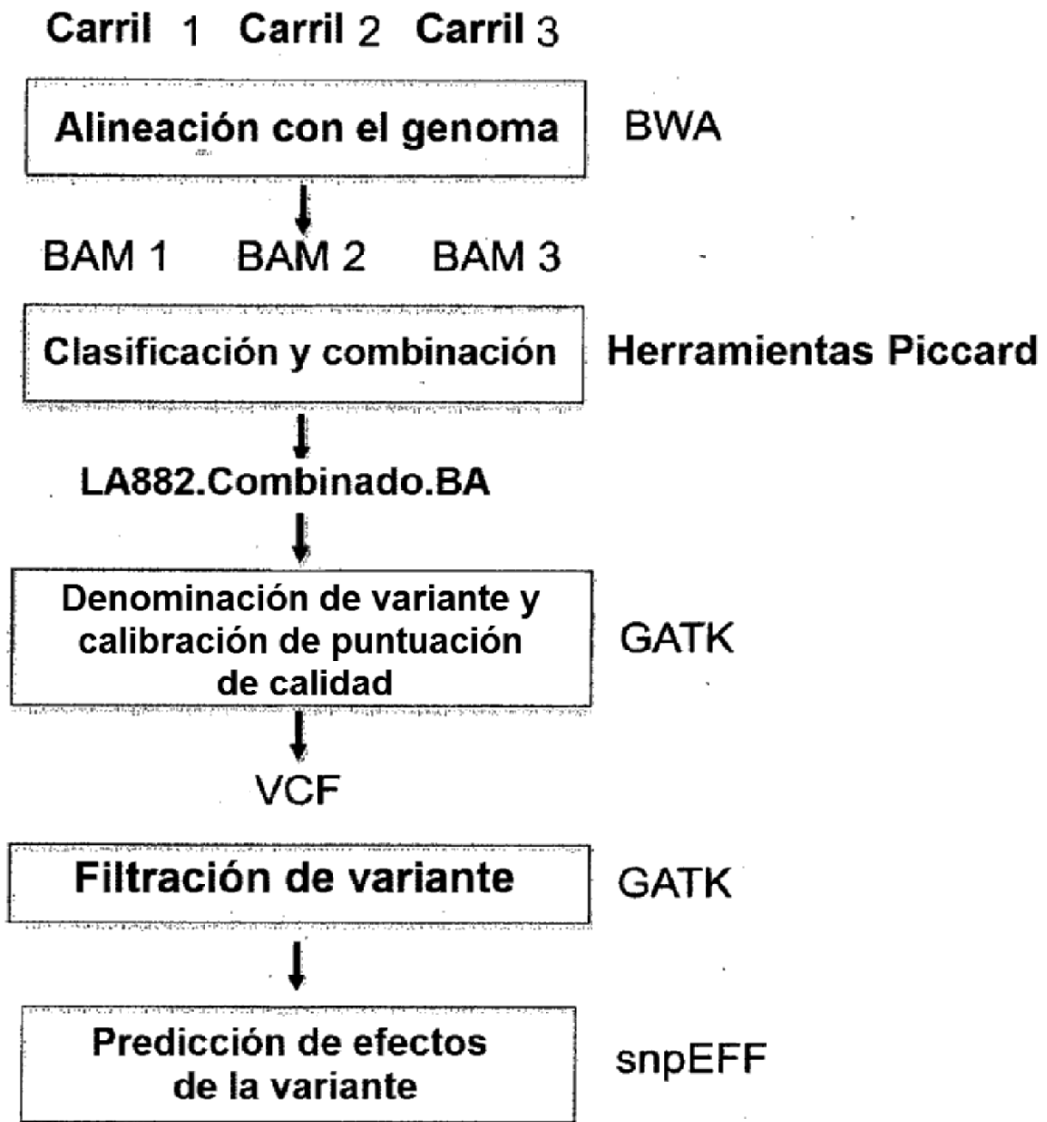 Carril 1 Carril 2 Carril 3
Alineación con el genoma BWA
BAM 1 BAM 2 BAM 3
Clasificación y combinación Herramientas Piccard
LA882.Combinado.BA
Denominación de variante y
calibración de puntuación GATK
de calidad
VCF
Filtración de variante GATK
Predicción de efectos
de la variante snpEFF